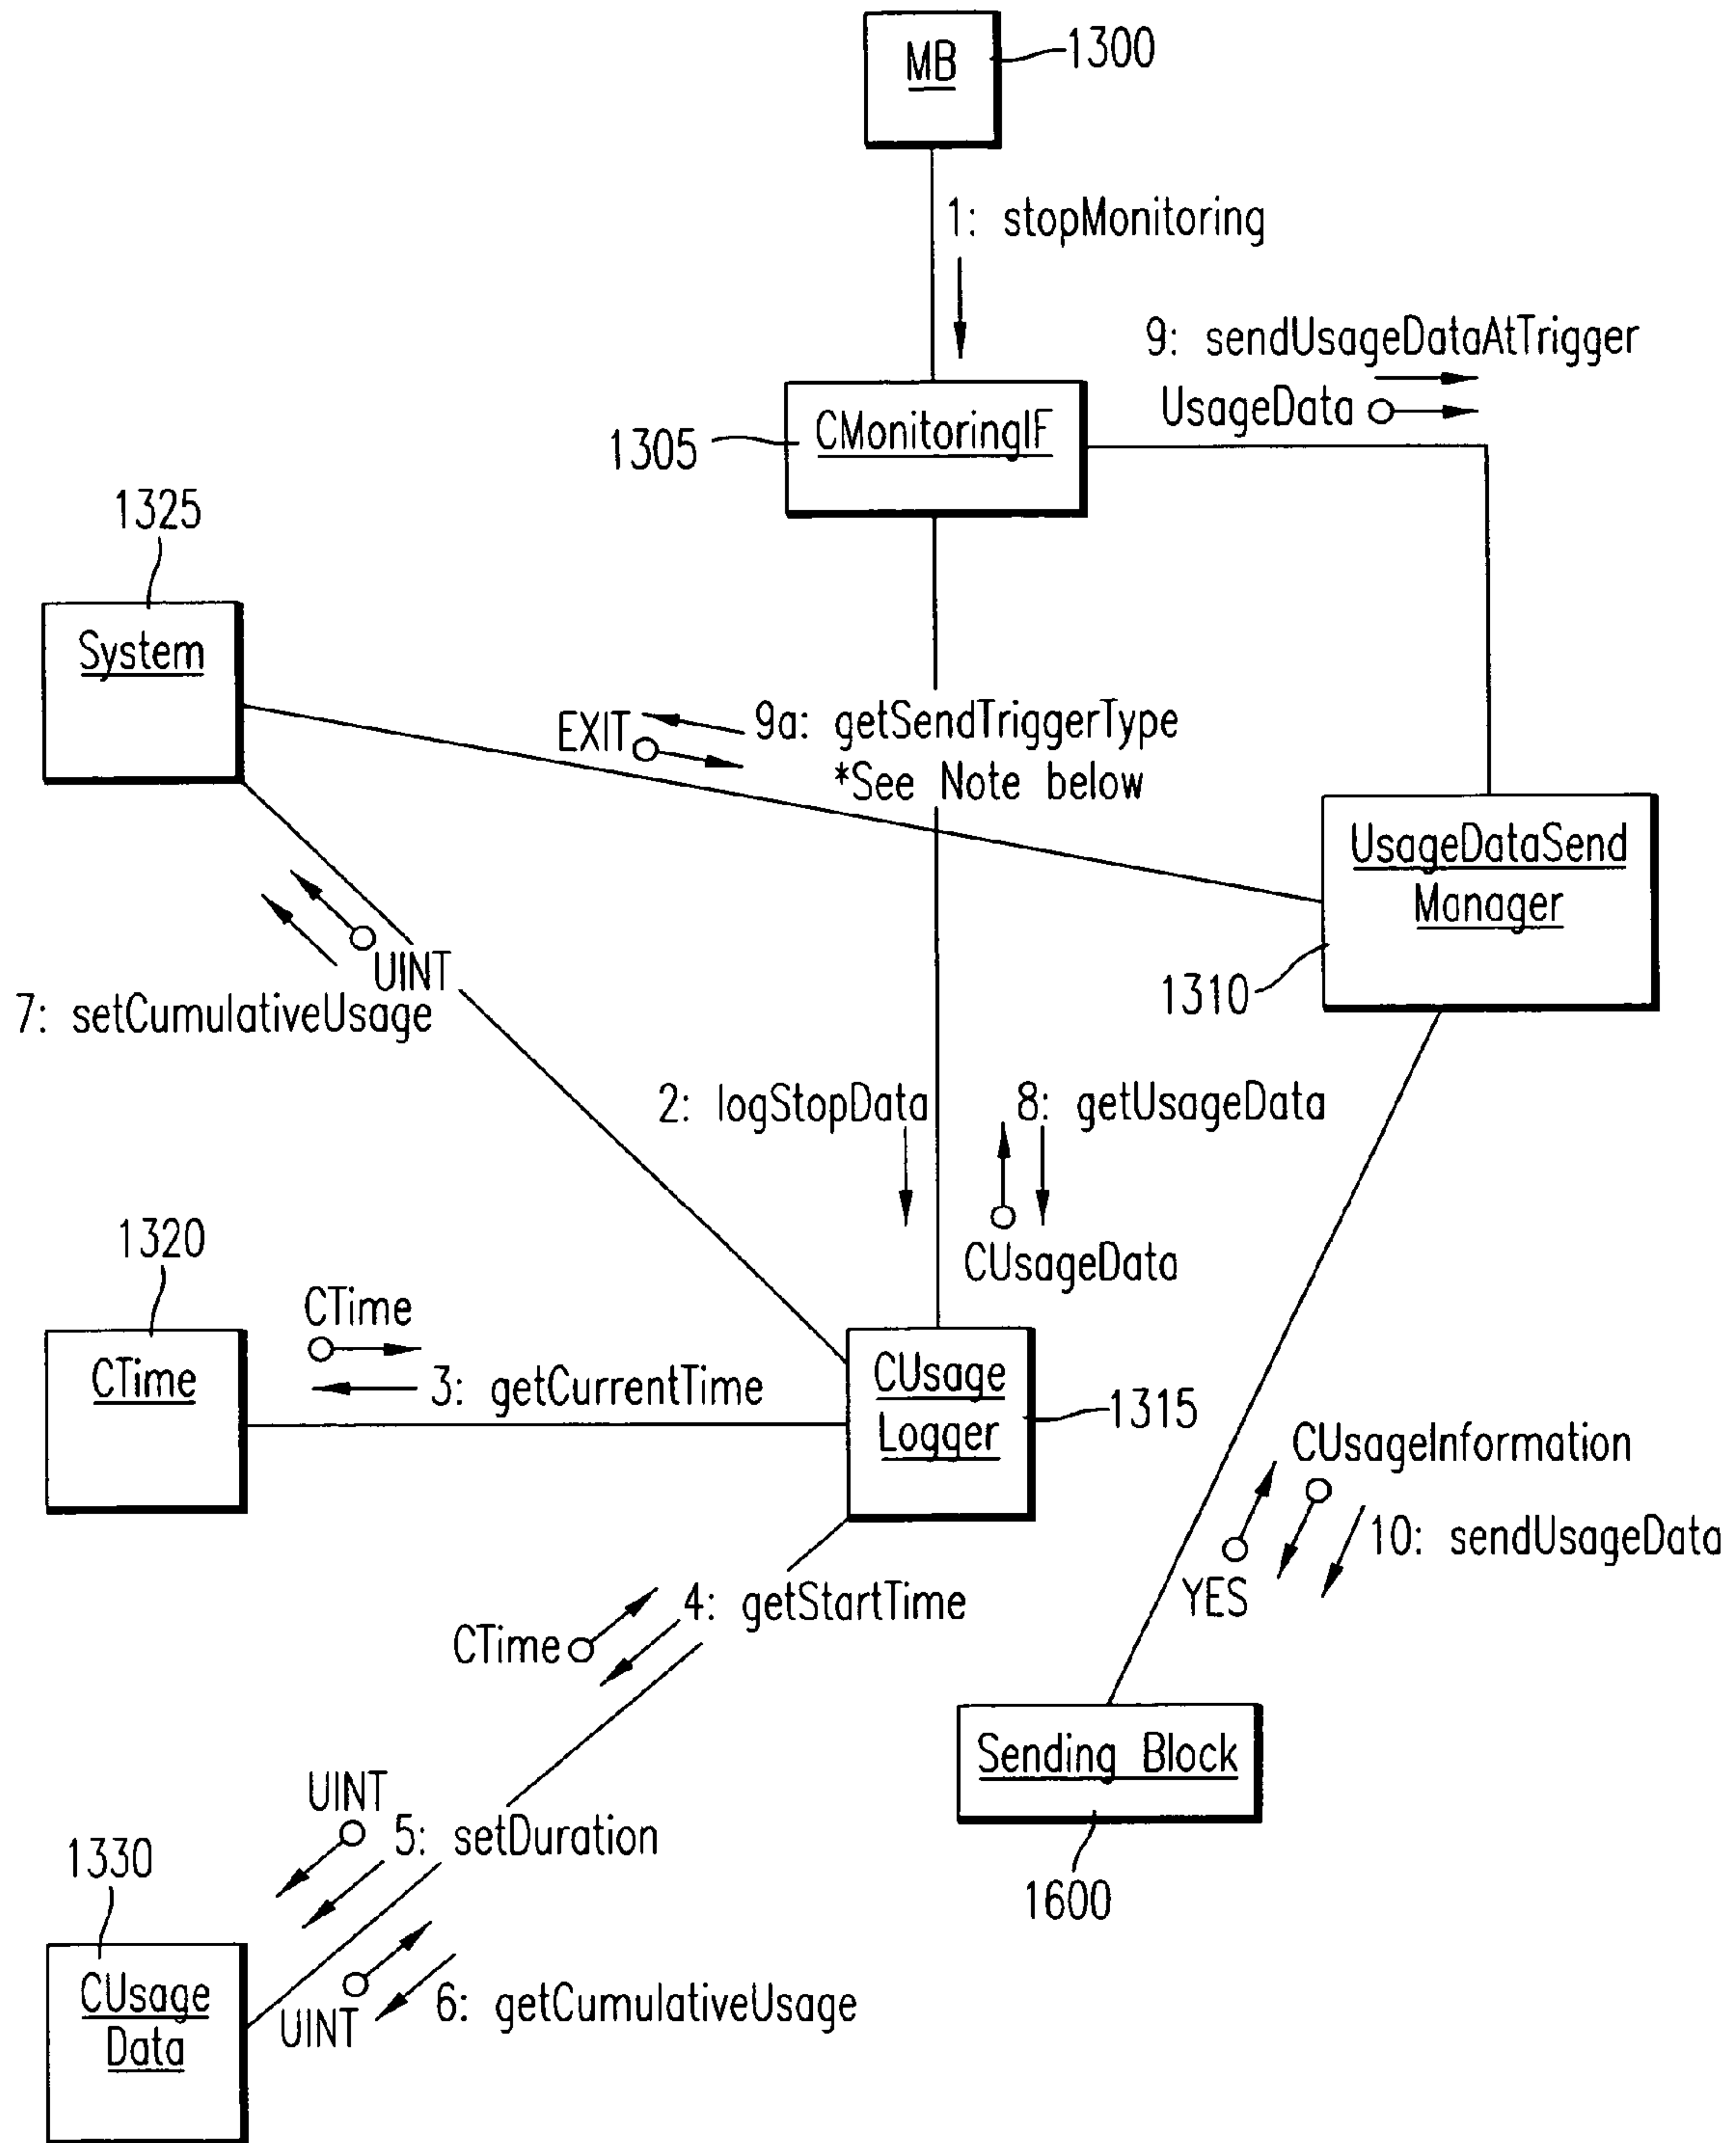 MB
1300
1: stopMonitoring
9: sendUsageDataAtTrigger
UsageData
CMonitoringIF
1305
1325
System
EXIT
9a: getSendTriggerType
*See Note below
UsageDataSend
Manager
1310
UINT
7: setCumulativeUsage
2: logStopData
8: getUsageData
CUsageData
1320
CTime
3: getCurrentTime
CTime
CUsage
Logger
1315
CUsageInformation
10: sendUsageData
YES
4: getStartTime
CTime
Sending Block
1600
UINT
5: setDuration
1330
CUsage
Data
UINT
6: getCumulativeUsage